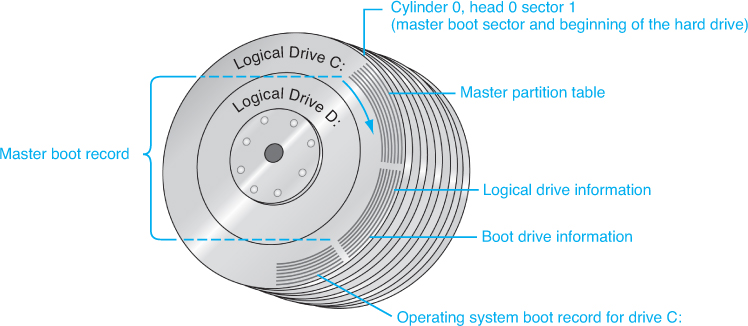 Cylinder 0, head 0 sector 1
(master boot sector and beginning of the hard drive)
Logical Drive C:
Master partition table
Logical Drive D:
Master boot record
Logical drive information
Boot drive information
Operating system boot record for drive C: